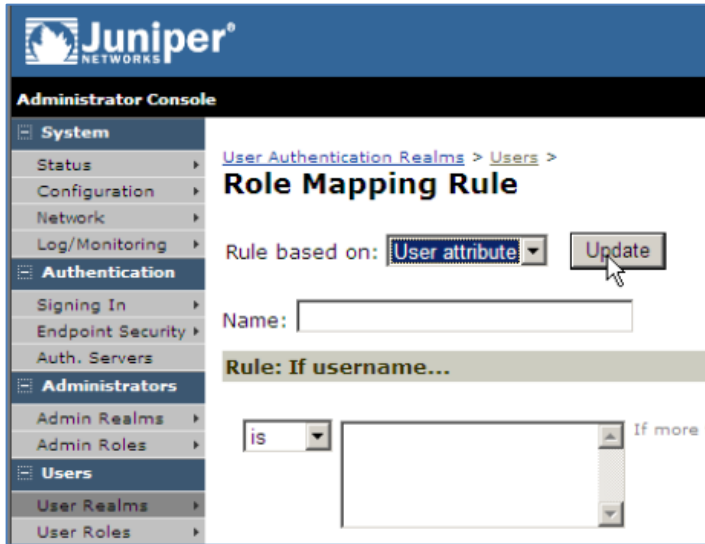 Juniper®
NETWORKS
Administrator Console
System
Status
Configuration
Network
Log/Monitoring
Authentication
Signing In
Endpoint Security
Auth. Servers
Administrators
Admin Realms
Admin Roles
Users
User Realms
User Roles
User Authentication Realms > Users >
Role Mapping Rule
Rule based on: User attribute Update
Name:
Rule: If username...
is If more